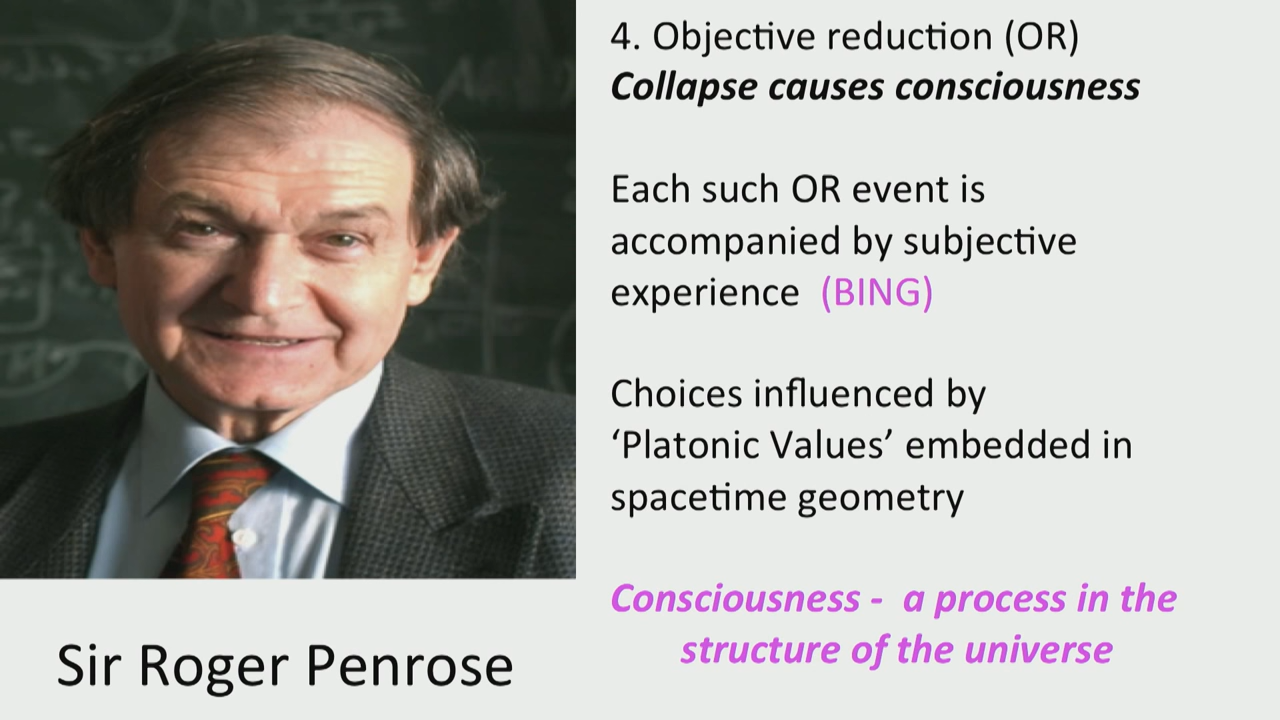 4. Objective reduction (OR)
Collapse causes consciousness
Each such OR event is
accompanied by subjective
experience (BING)
Choices influenced by
‘Platonic Values’ embedded in
spacetime geometry
Consciousness - a process in the
structure of the universe
Sir Roger Penrose